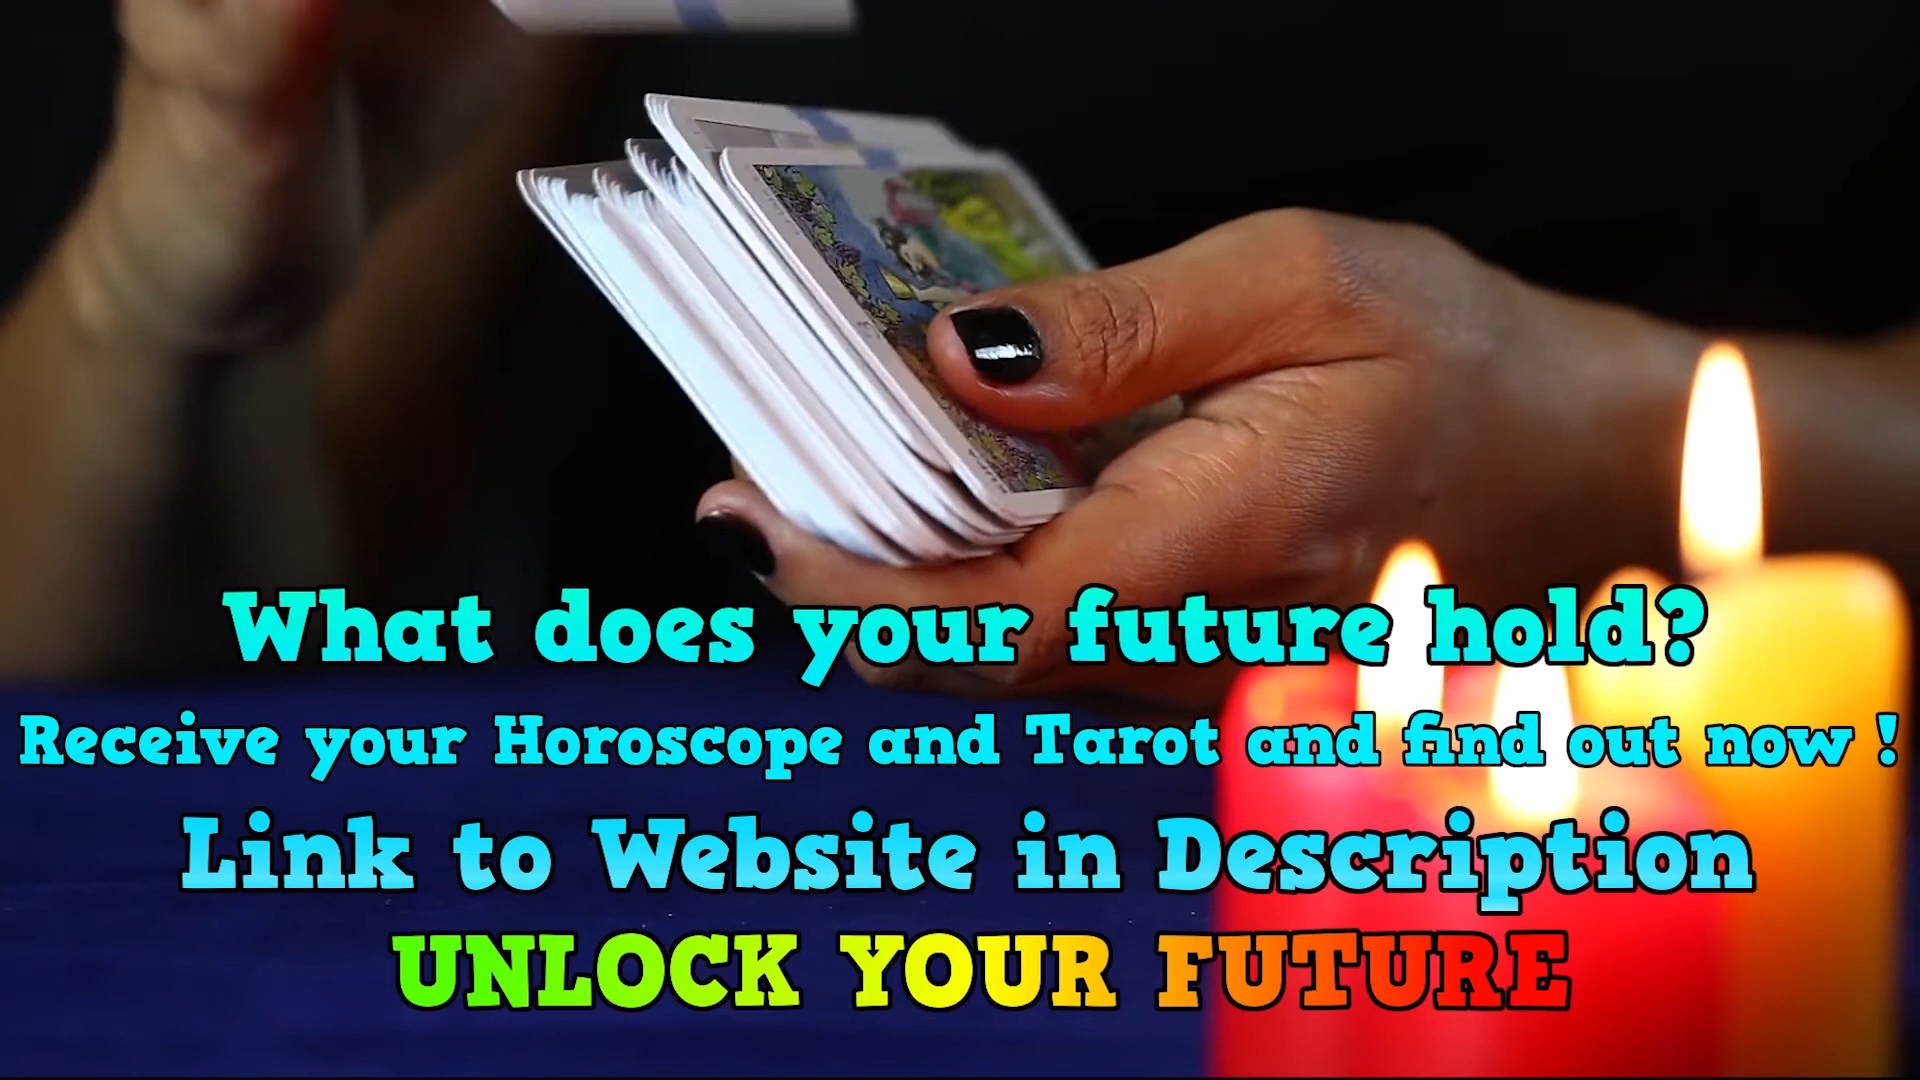 What does your future hold?
Receive your Horoscope and Tarot and find out now !
Link to Website in Description
UNLOCK YOUR FUTURE